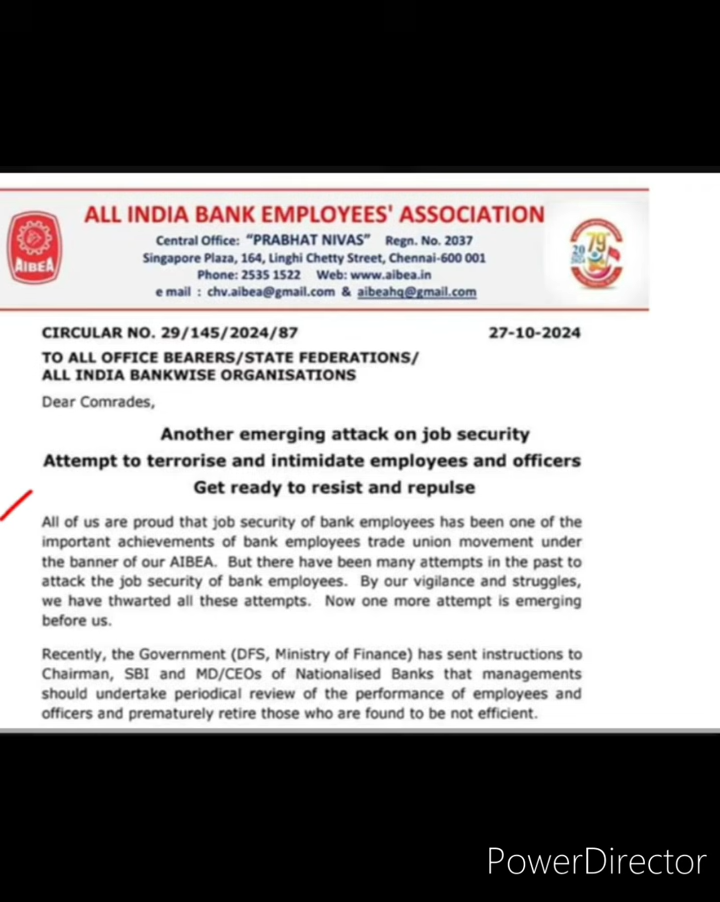 ALL INDIA BANK EMPLOYEES' ASSOCIATION
Central Office: "PRABHAT NIVAS" Regn. No. 2037
Singapore Plaza, 164, Linghi Chetty Street, Chennai-600 001
Phone: 2535 1522 Web: www.aibea.in
e mail : chv.aibea@gmail.com & aibeahq@gmail.com
AIBEA
79
CIRCULAR NO. 29/145/2024/87 27-10-2024
TO ALL OFFICE BEARERS/STATE FEDERATIONS/
ALL INDIA BANKWISE ORGANISATIONS
Dear Comrades,
Another emerging attack on job security
Attempt to terrorise and intimidate employees and officers
Get ready to resist and repulse
All of us are proud that job security of bank employees has been one of the
important achievements of bank employees trade union movement under
the banner of our AIBEA. But there have been many attempts in the past to
attack the job security of bank employees. By our vigilance and struggles,
we have thwarted all these attempts. Now one more attempt is emerging
before us.
Recently, the Government (DFS, Ministry of Finance) has sent instructions to
Chairman, SBI and MD/CEOs of Nationalised Banks that managements
should undertake periodical review of the performance of employees and
officers and prematurely retire those who are found to be not efficient.
PowerDirector